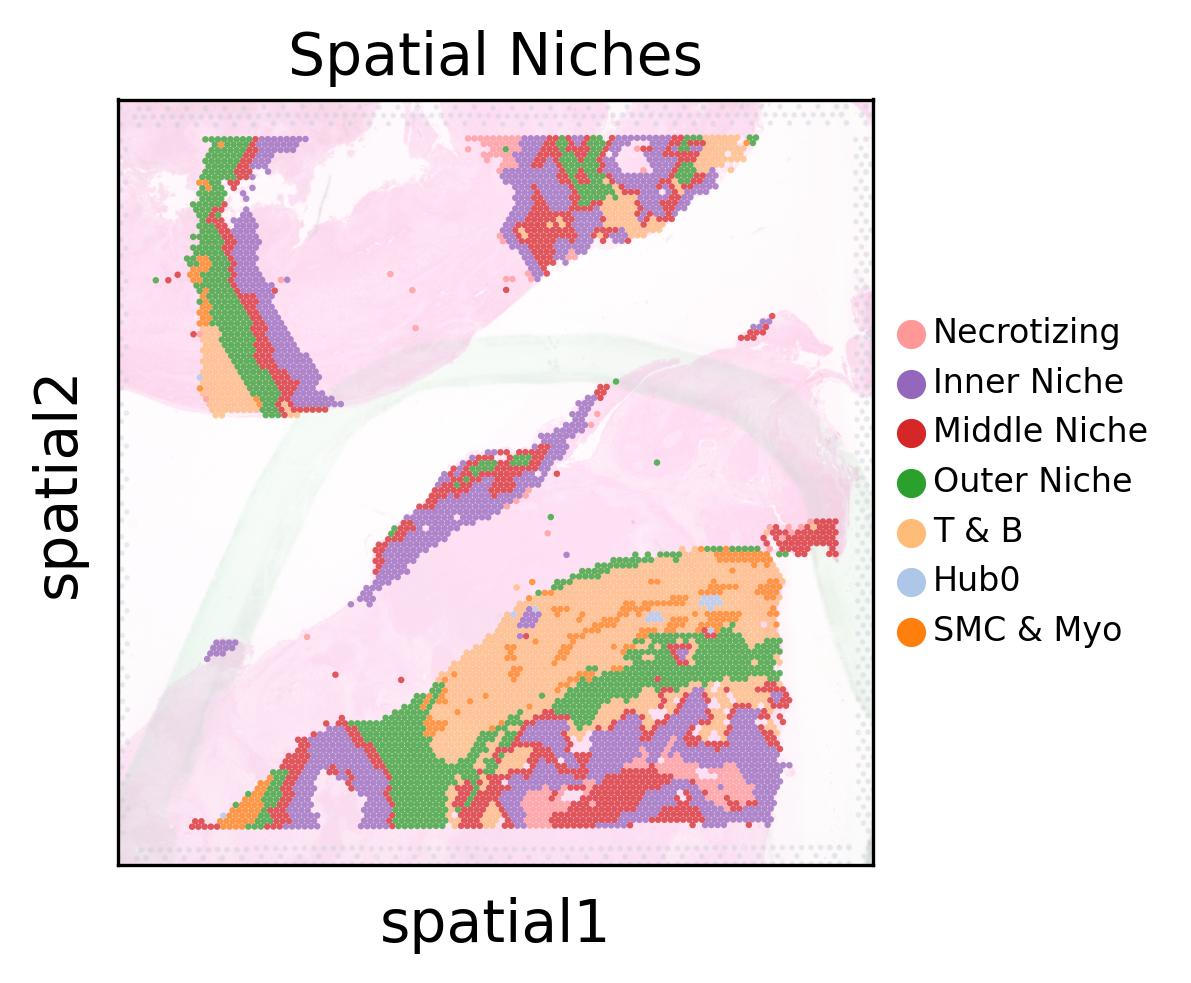 Spatial Niches
spatial2
spatial1
Necrotizing
Inner Niche
Middle Niche
Outer Niche
T & B
Hub0
SMC & Myo